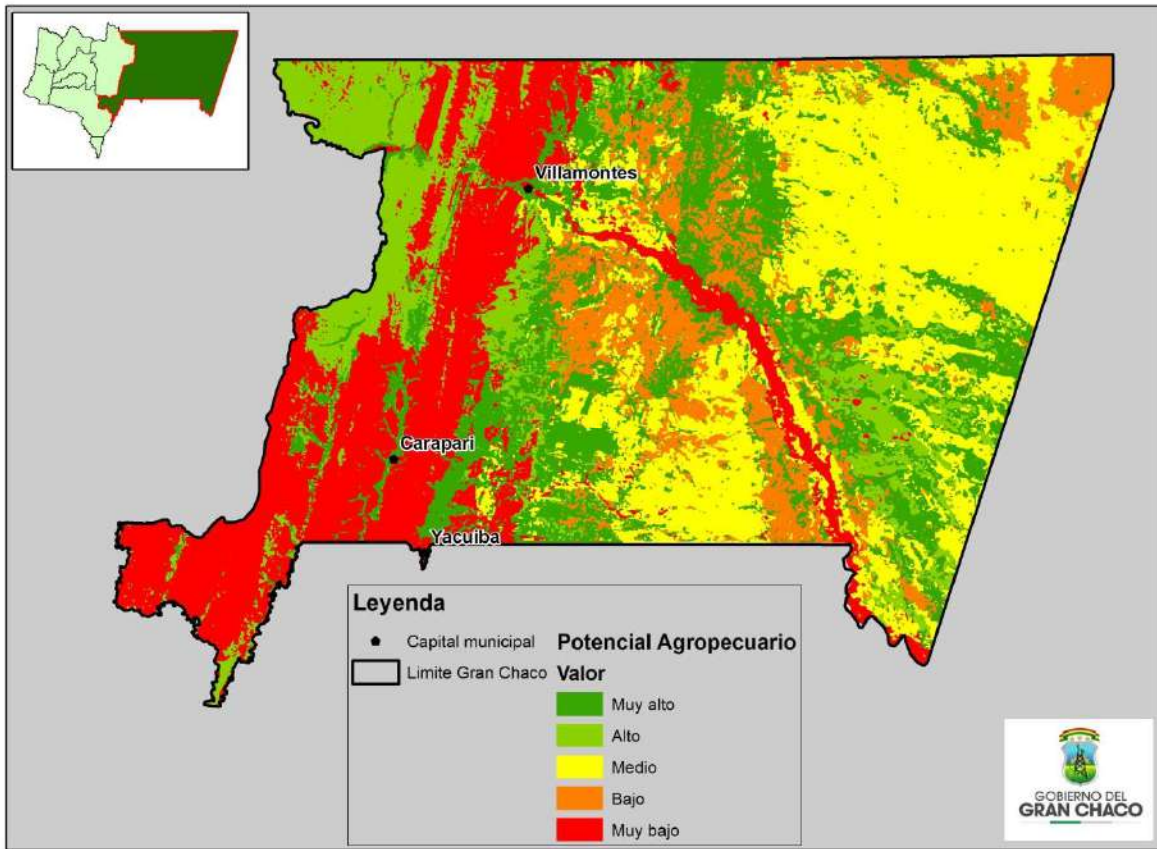 Villamontes
Carapari
Yacuiba
Leyenda
Capital municipal
Limite Gran Chaco
Potencial Agropecuario
Valor
Muy alto
Alto
Medio
Bajo
Muy bajo
GOBIERNO DEL
GRAN CHACO